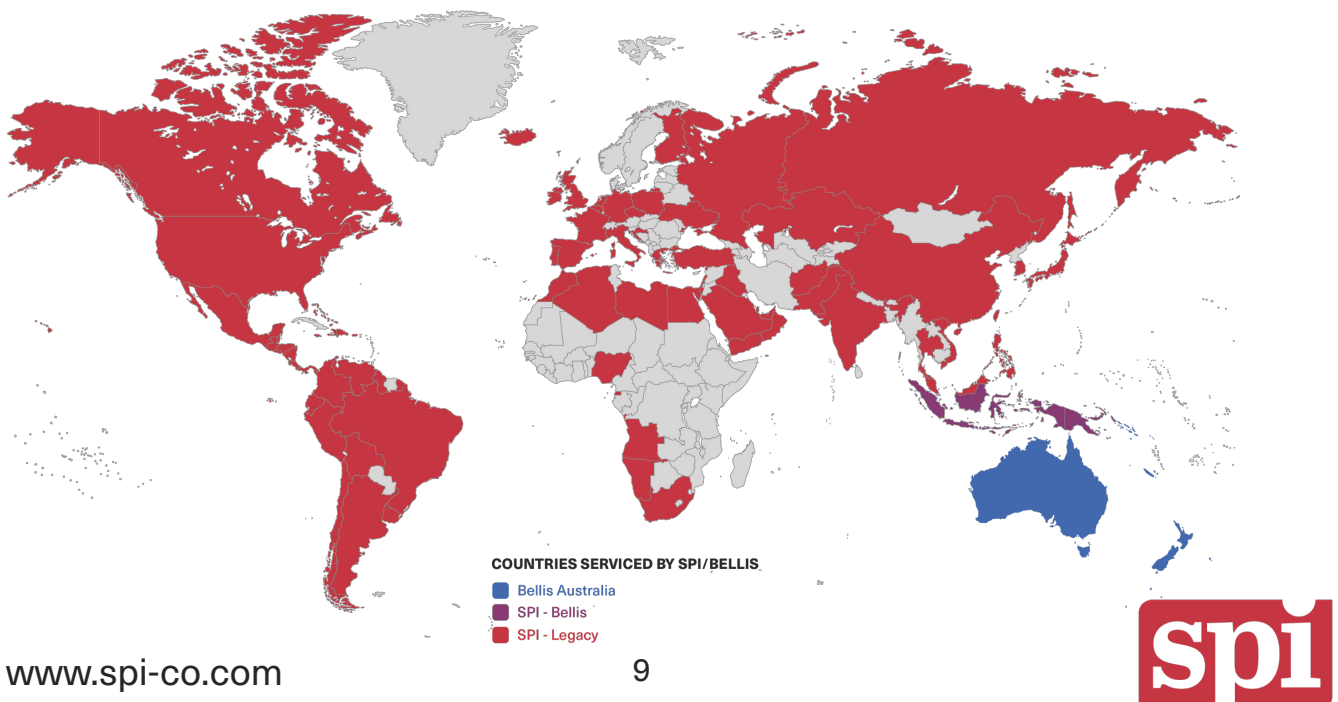 COUNTRIES SERVICED BY SPI/BELLIS
Bellis Australia
SPI - Bellis
SPI - Legacy
www.spi-co.com
9
spi